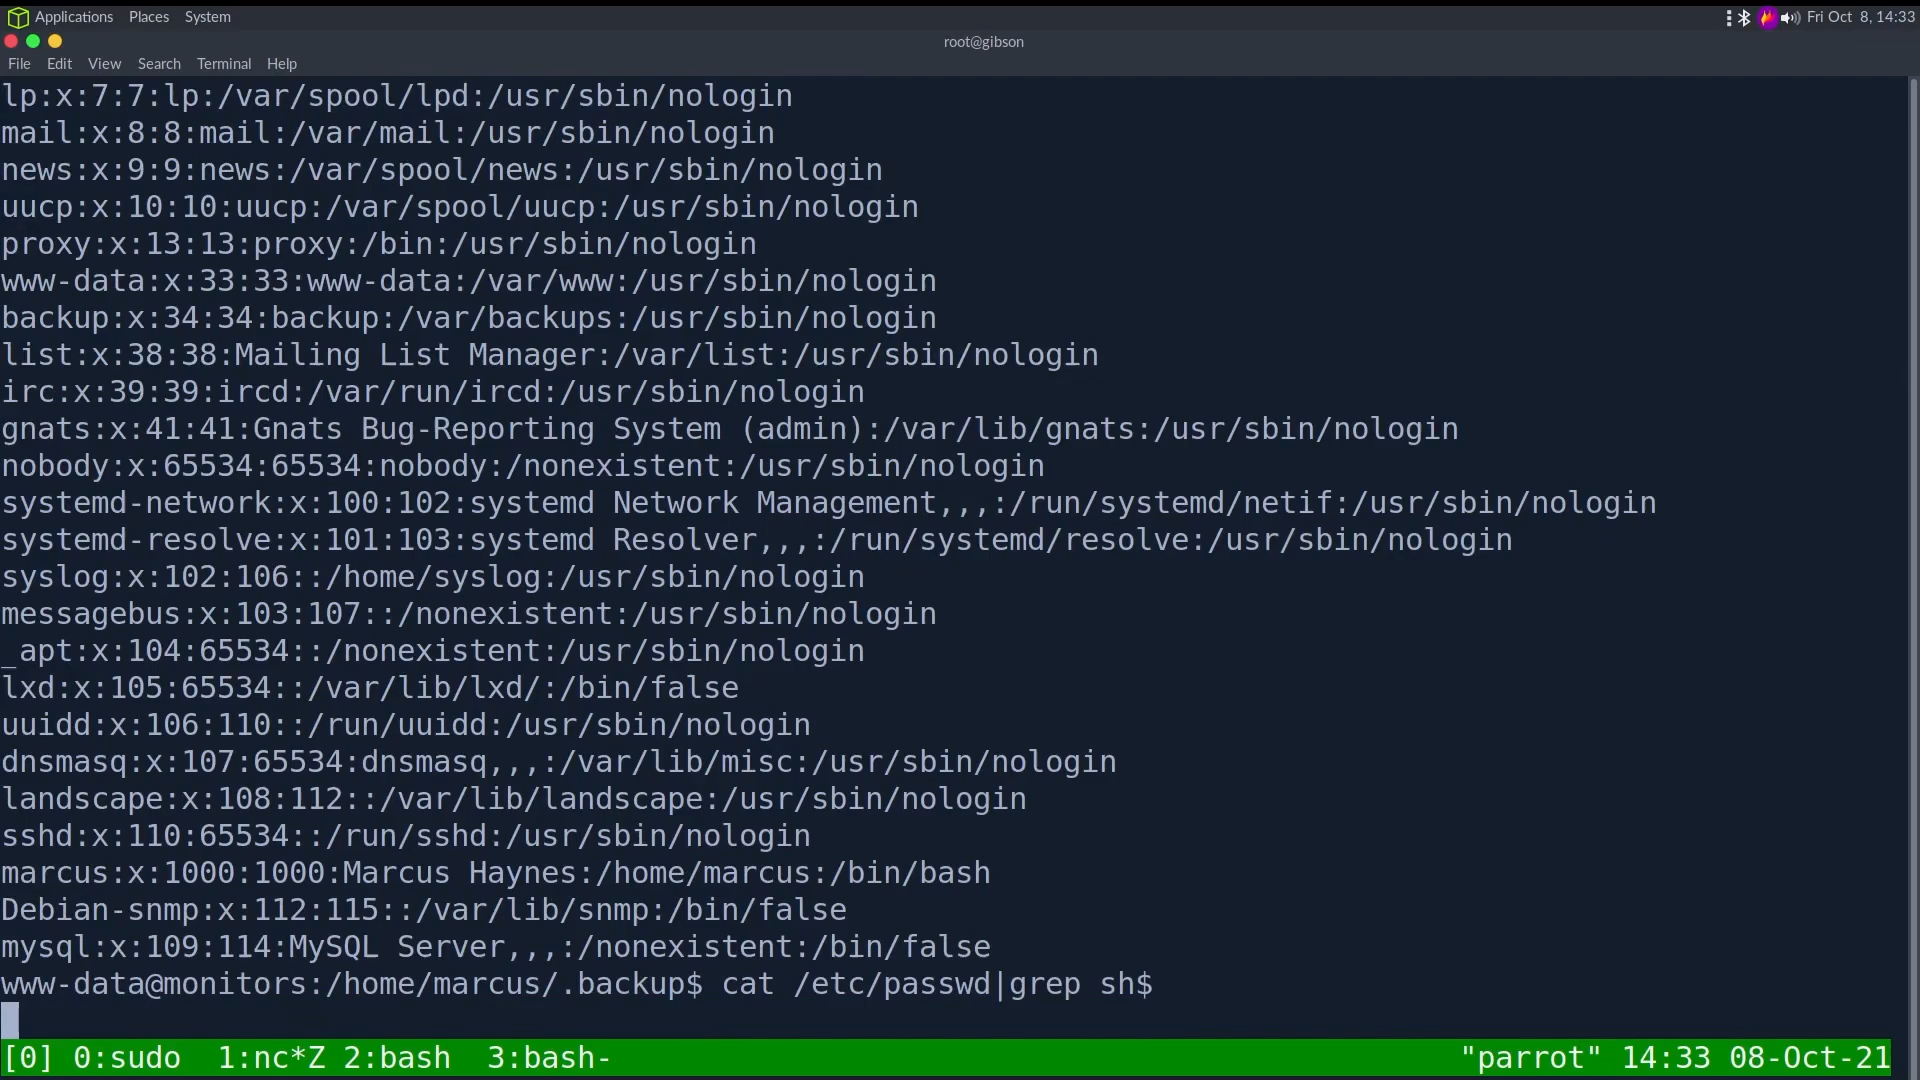 Applications Places System
Fri Oct 8, 14:33
root@gibson
File Edit View Search Terminal Help
lp:x:7:7:lp:/var/spool/lpd:/usr/sbin/nologin
mail:x:8:8:mail:/var/mail:/usr/sbin/nologin
news:x:9:9:news:/var/spool/news:/usr/sbin/nologin
uucp:x:10:10:uucp:/var/spool/uucp:/usr/sbin/nologin
proxy:x:13:13:proxy:/bin:/usr/sbin/nologin
www-data:x:33:33:www-data:/var/www:/usr/sbin/nologin
backup:x:34:34:backup:/var/backups:/usr/sbin/nologin
list:x:38:38:Mailing List Manager:/var/list:/usr/sbin/nologin
irc:x:39:39:ircd:/var/run/ircd:/usr/sbin/nologin
gnats:x:41:41:Gnats Bug-Reporting System (admin):/var/lib/gnats:/usr/sbin/nologin
nobody:x:65534:65534:nobody:/nonexistent:/usr/sbin/nologin
systemd-network:x:100:102:systemd Network Management,,,:/run/systemd/netif:/usr/sbin/nologin
systemd-resolve:x:101:103:systemd Resolver,,,:/run/systemd/resolve:/usr/sbin/nologin
syslog:x:102:106::/home/syslog:/usr/sbin/nologin
messagebus:x:103:107::/nonexistent:/usr/sbin/nologin
_apt:x:104:65534::/nonexistent:/usr/sbin/nologin
lxd:x:105:65534::/var/lib/lxd/:/bin/false
uuidd:x:106:110::/run/uuidd:/usr/sbin/nologin
dnsmasq:x:107:65534:dnsmasq,,,:/var/lib/misc:/usr/sbin/nologin
landscape:x:108:112::/var/lib/landscape:/usr/sbin/nologin
sshd:x:110:65534::/run/sshd:/usr/sbin/nologin
marcus:x:1000:1000:Marcus Haynes:/home/marcus:/bin/bash
Debian-snmp:x:112:115::/var/lib/snmp:/bin/false
mysql:x:109:114:MySQL Server,,,:/nonexistent:/bin/false
www-data@monitors:/home/marcus/.backup$ cat /etc/passwd|grep sh$
[0] 0:sudo  1:nc*Z 2:bash  3:bash- "parrot" 14:33 08-Oct-21